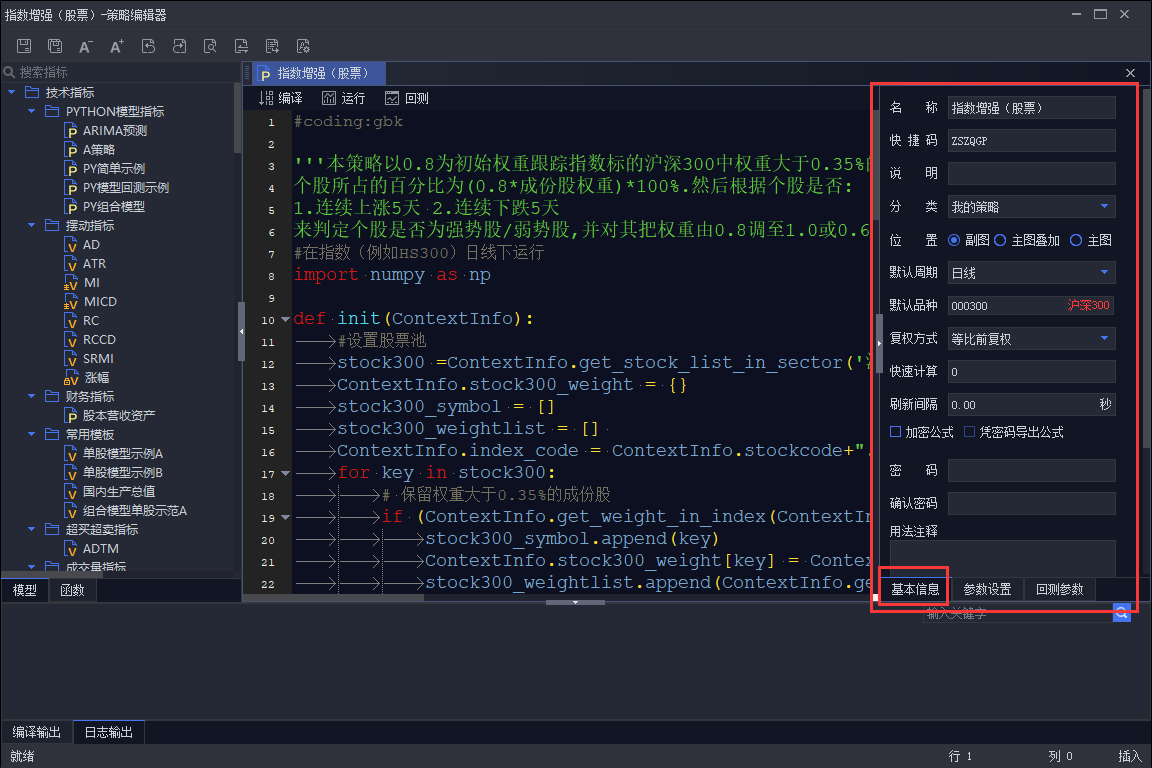 指数增强（股票）-策略编辑器
搜索指标
技术指标
PYTHON模型指标
ARIMA预测
A策略
PY简单示例
PY模型回测示例
PY组合模型
摆动指标
AD
ATR
MI
MICD
RC
RCCD
SRMI
涨幅
财务指标
股本营收资产
常用模板
单股模型示例A
单股模型示例B
国内生产总值
组合模型单股示范A
超买超卖指标
ADTM
成交量指标
模型 函数
指数增强（股票）
编译 运行 回测
1 #coding:gbk
2
3 '''本策略以0.8为初始权重跟踪指数标的沪深300中权重大于0.35%
4 个股所占的百分比为(0.8*成份股权重)*100%.然后根据个股是否:
5 1.连续上涨5天 2.连续下跌5天
6 来判定个股是否为强势股/弱势股,并对其把权重由0.8调至1.0或0.6
7 #在指数（例如HS300）日线下运行
8 import numpy as np
9
10 def init(ContextInfo):
11 #设置股票池
12 stock300 =ContextInfo.get_stock_list_in_sector('
13 ContextInfo.stock300_weight = {}
14 stock300_symbol = []
15 stock300_weightlist = []
16 ContextInfo.index_code = ContextInfo.stockcode+".
17 for key in stock300:
18 # 保留权重大于0.35%的成份股
19 if (ContextInfo.get_weight_in_index(ContextIn
20 stock300_symbol.append(key)
21 ContextInfo.stock300_weight[key] = Contex
22 stock300_weightlist.append(ContextInfo.ge
名 称 指数增强（股票）
快 捷 码 ZSZQGP
说 明
分 类 我的策略
位 置 副图 主图叠加 主图
默认周期 日线
默认品种 000300 沪深300
复权方式 等比前复权
快速计算 0
刷新间隔 0.00 秒
加密公式 凭密码导出公式
密 码
确认密码
用法注释
基本信息 参数设置 回测参数
输入关键字
编译输出 日志输出
就绪 行 1 列 0 插入